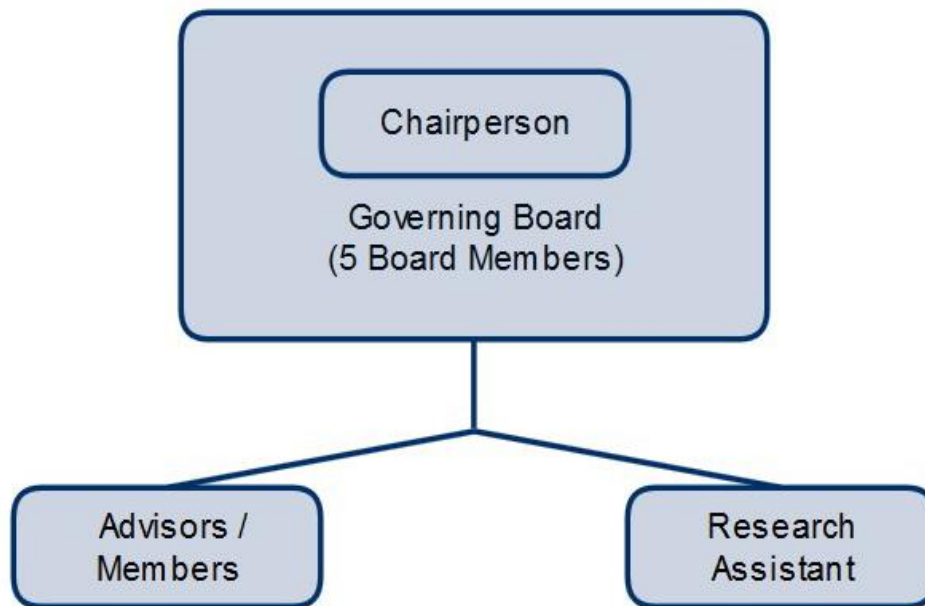 Chairperson
Governing Board
(5 Board Members)
Advisors /
Members
Research
Assistant